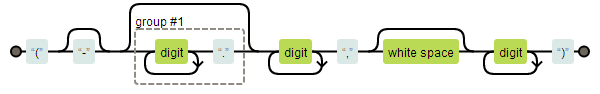 group #1
“(” “-” digit “.” digit “,” white space digit “)”